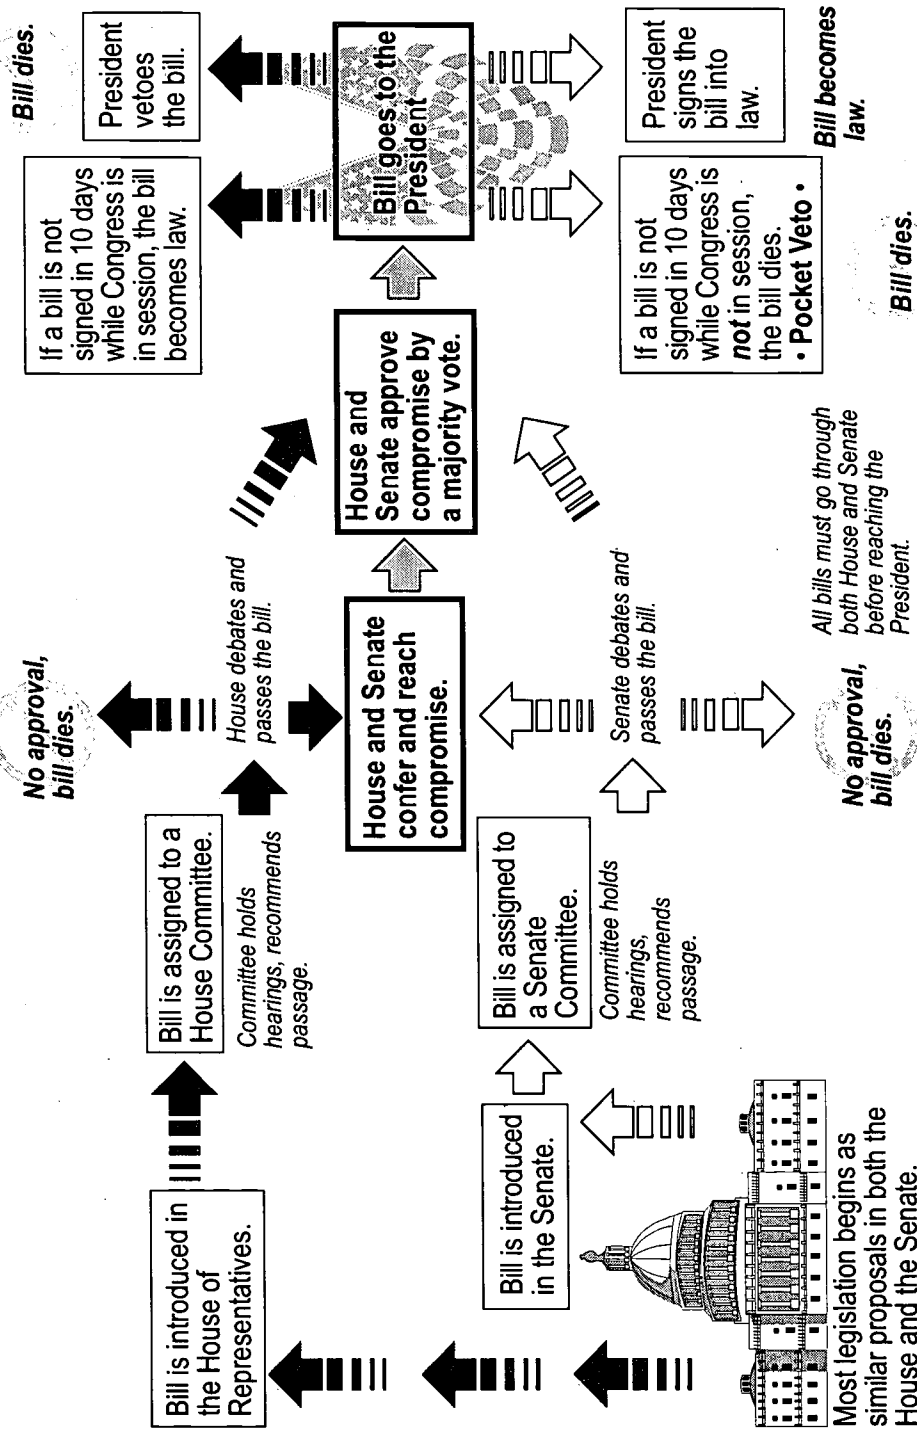 Most legislation begins as
similar proposals in both the
House and the Senate.
Bill is introduced in
the House of
Representatives.
Bill is assigned to a
House Committee.
Committee holds
hearings, recommends
passage.
No approval,
bill dies.
House debates and
passes the bill.
Bill is introduced
in the Senate.
Bill is assigned to
a Senate
Committee.
Committee holds
hearings,
recommends
passage.
Senate debates and
passes the bill.
No approval,
bill dies.
House and Senate
confer and reach
compromise.
House and
Senate approve
compromise by
a majority vote.
Bill goes to the
President
If a bill is not
signed in 10 days
while Congress is
in session, the bill
becomes law.
President
vetoes
the bill.
Bill dies.
If a bill is not
signed in 10 days
while Congress is
not in session,
the bill dies.
• Pocket Veto •
President
signs the
bill into
law.
Bill becomes
law.
Bill dies.
All bills must go through
both House and Senate
before reaching the
President.